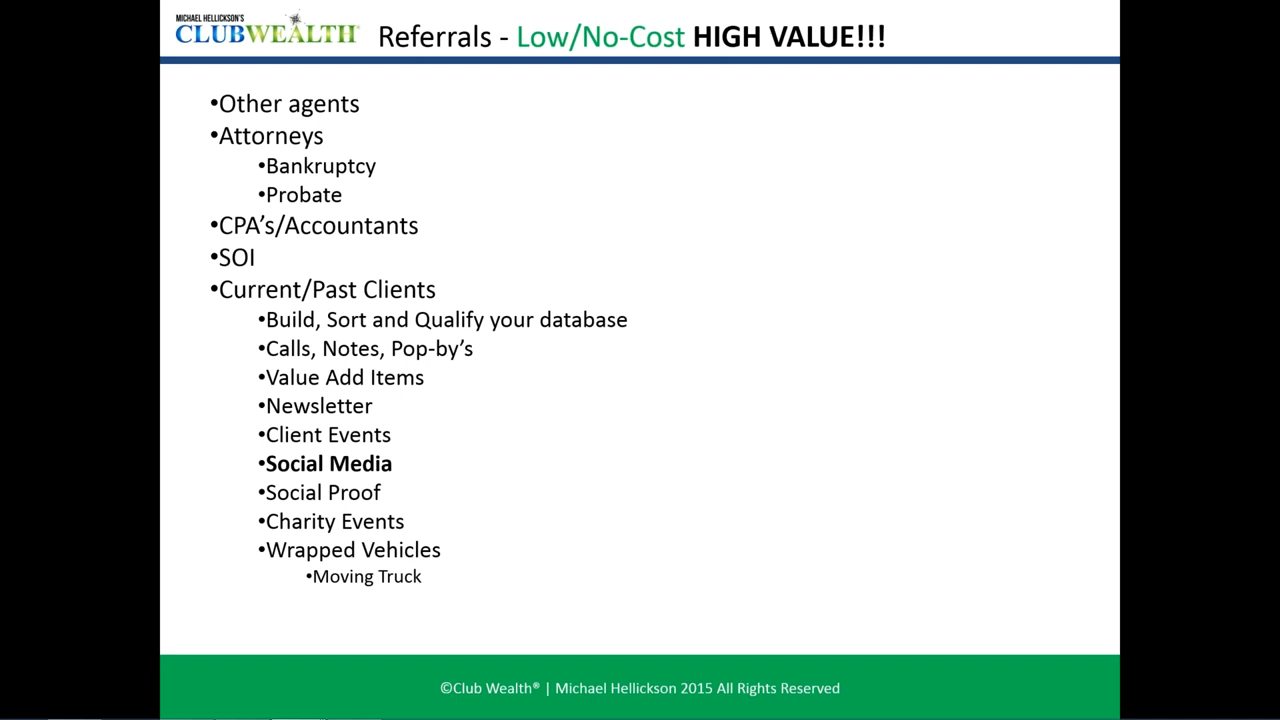 MICHAEL HELLICKSON'S
CLUBWEALTH
Referrals - Low/No-Cost HIGH VALUE!!!
•Other agents
•Attorneys
•Bankruptcy
•Probate
•CPA’s/Accountants
•SOI
•Current/Past Clients
•Build, Sort and Qualify your database
•Calls, Notes, Pop-by’s
•Value Add Items
•Newsletter
•Client Events
•Social Media
•Social Proof
•Charity Events
•Wrapped Vehicles
•Moving Truck
©Club Wealth® | Michael Hellickson 2015 All Rights Reserved